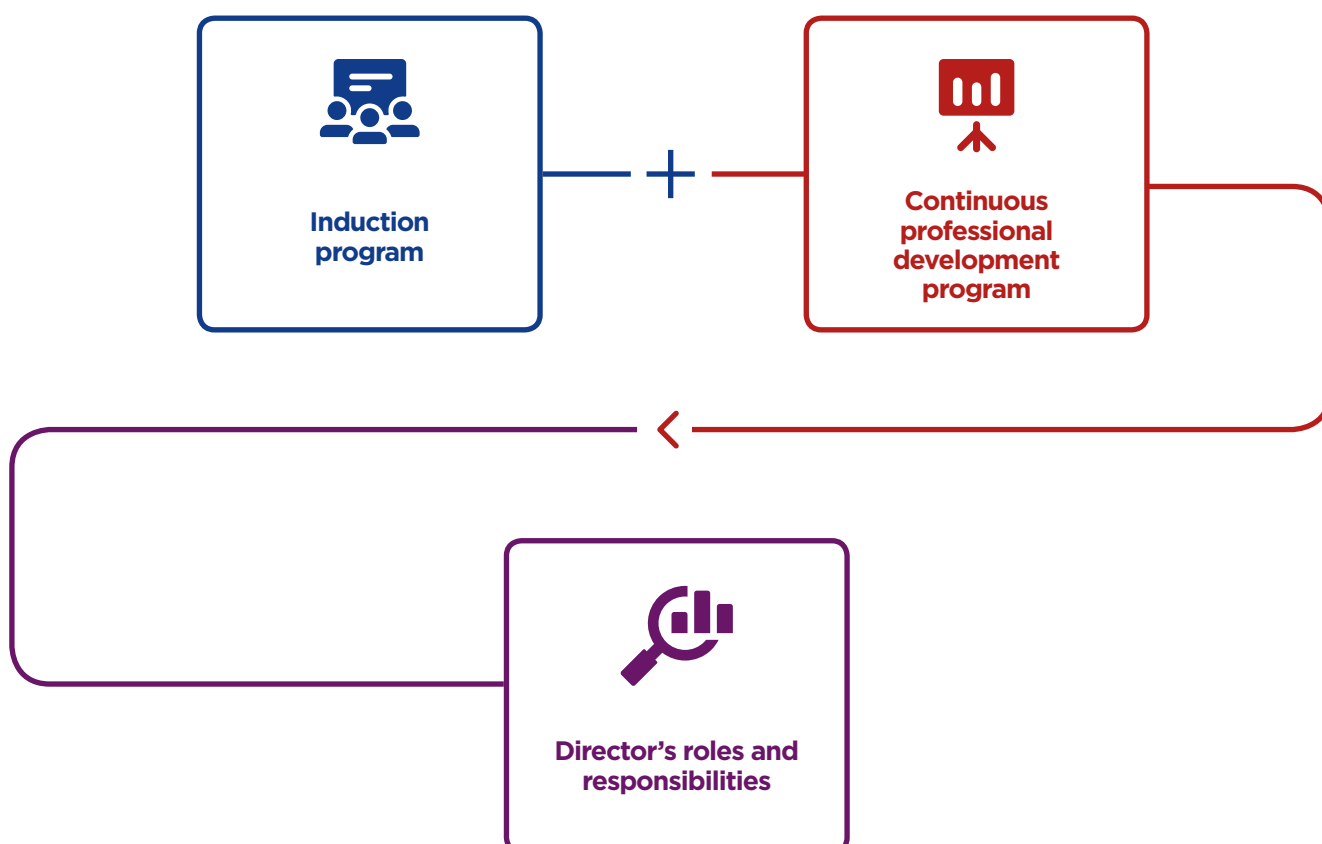 Induction
program
Continuous
professional
development
program
Director’s roles and
responsibilities